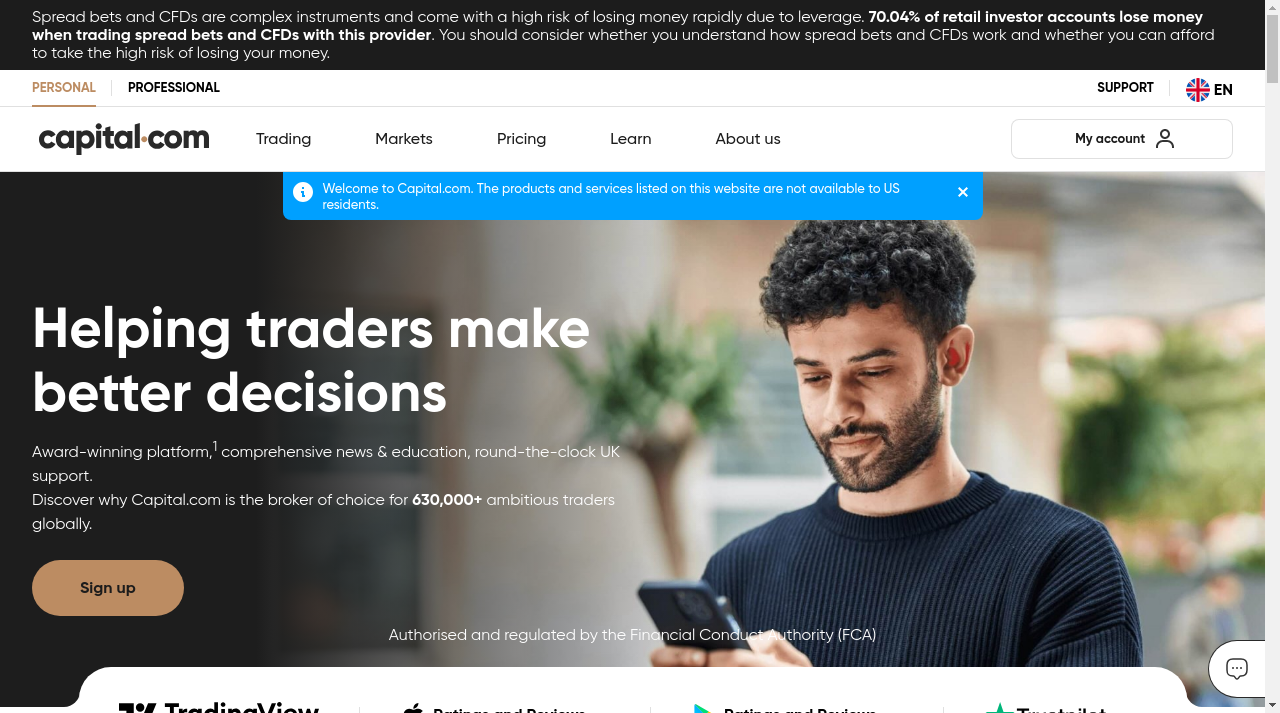 Spread bets and CFDs are complex instruments and come with a high risk of losing money rapidly due to leverage. 70.04% of retail investor accounts lose money
when trading spread bets and CFDs with this provider. You should consider whether you understand how spread bets and CFDs work and whether you can afford
to take the high risk of losing your money.
PERSONAL PROFESSIONAL SUPPORT EN
capital.com Trading Markets Pricing Learn About us My account
Welcome to Capital.com. The products and services listed on this website are not available to US
residents.
Helping traders make
better decisions
Award-winning platform,1 comprehensive news & education, round-the-clock UK
support.
Discover why Capital.com is the broker of choice for 630,000+ ambitious traders
globally.
Sign up
Authorised and regulated by the Financial Conduct Authority (FCA)
TradingView Ratings and Reviews Ratings and Reviews Trustpilot